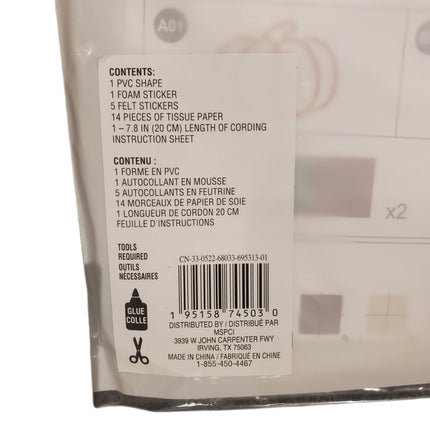 A01
CONTENTS:
1 PVC SHAPE
1 FOAM STICKER
5 FELT STICKERS
14 PIECES OF TISSUE PAPER
1 – 7.8 IN (20 CM) LENGTH OF CORDING
INSTRUCTION SHEET
CONTENU :
1 FORME EN PVC
1 AUTOCOLLANT EN MOUSSE
5 AUTOCOLLANTS EN FEUTRINE
14 MORCEAUX DE PAPIER DE SOIE
1 LONGUEUR DE CORDON 20 CM
FEUILLE D'INSTRUCTIONS
x2
TOOLS
REQUIRED
OUTILS
NÉCESSAIRES
GLUE
COLLE
CN-33-0522-68033-695313-01
1 95158 74503 0
DISTRIBUTED BY / DISTRIBUÉ PAR
MSPCI
3939 W JOHN CARPENTER FWY
IRVING, TX 75063
MADE IN CHINA / FABRIQUÉ EN CHINE
1-855-450-4467